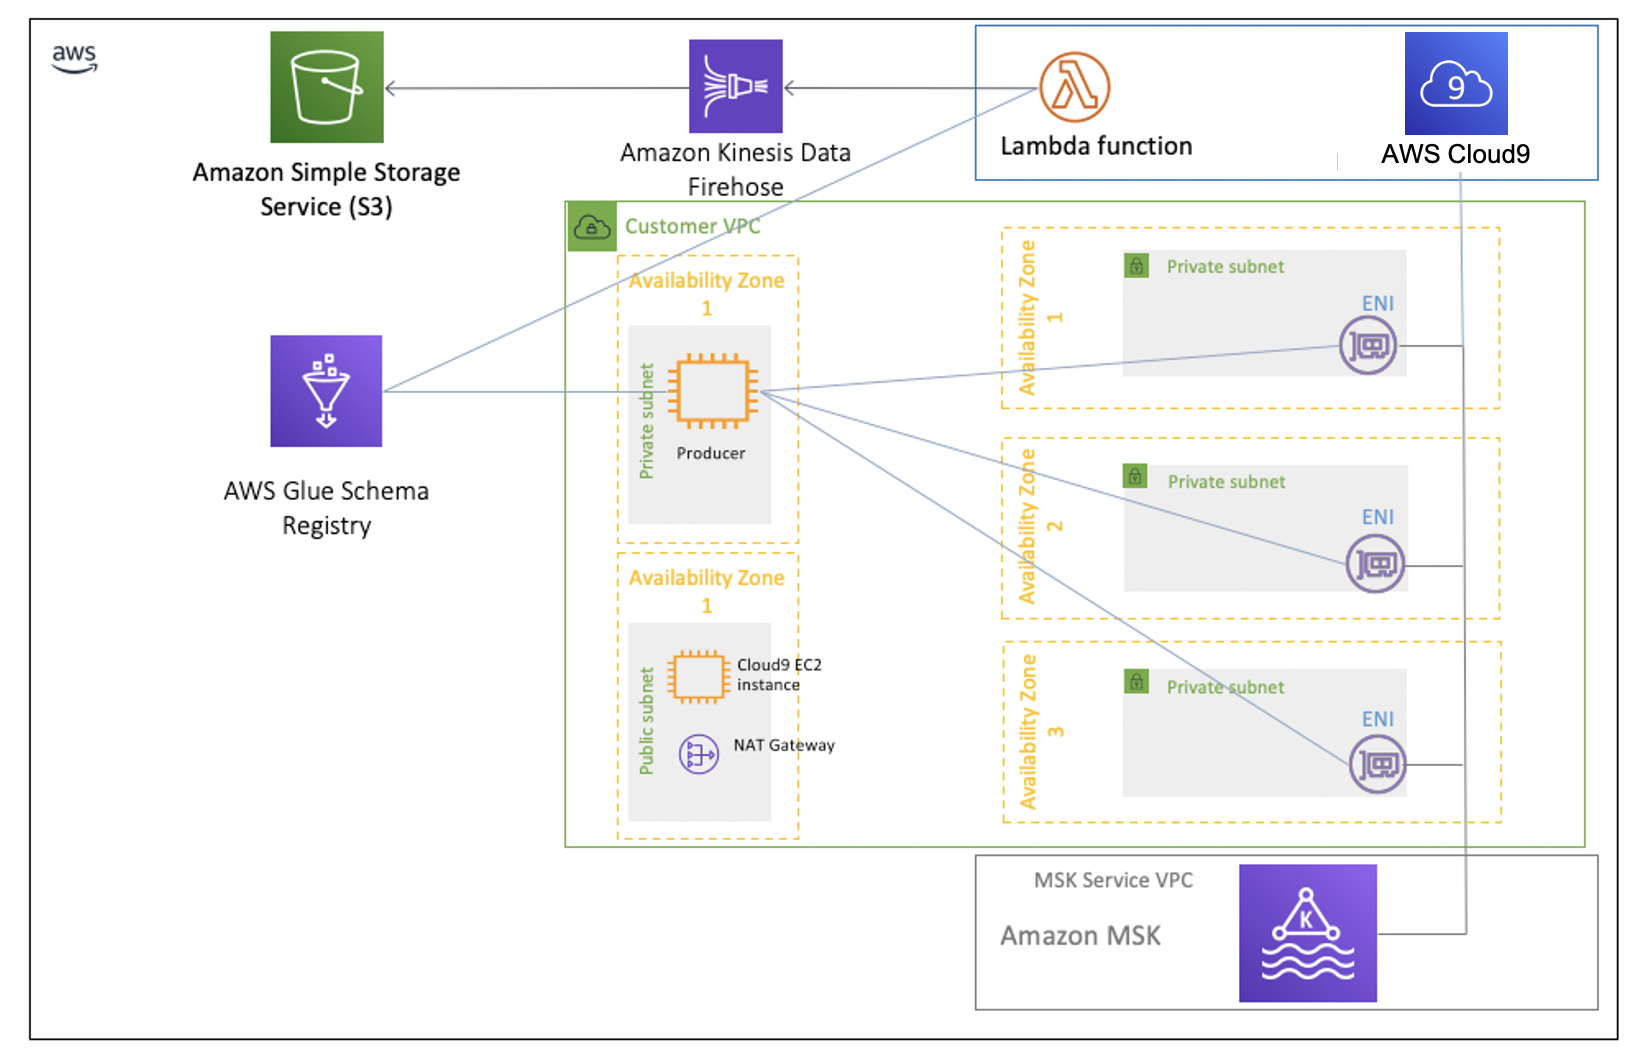 aws
9
Amazon Simple Storage
Service (S3)
Amazon Kinesis Data
Firehose
Lambda function
AWS Cloud9
Customer VPC
Availability Zone
1
Private subnet
Producer
AWS Glue Schema
Registry
Availability Zone
1
Public subnet
Cloud9 EC2
instance
NAT Gateway
Availability Zone
1
Private subnet
ENI
Availability Zone
2
Private subnet
ENI
Availability Zone
3
Private subnet
ENI
MSK Service VPC
Amazon MSK
K